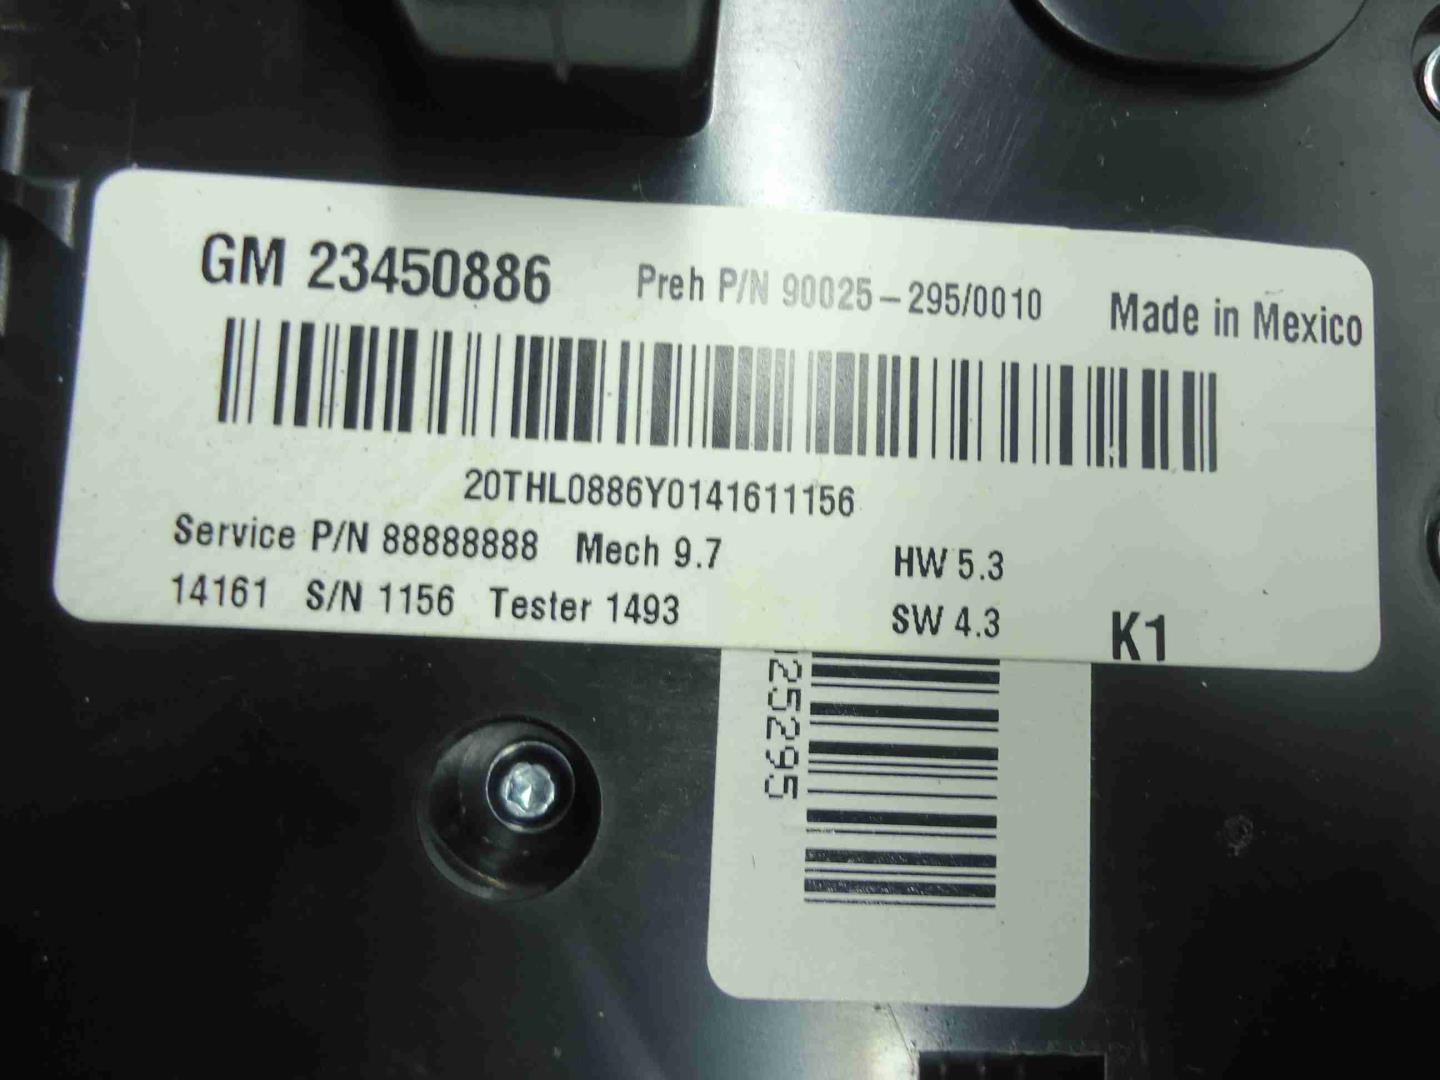 GM 23450886 Preh P/N 90025-295/0010 Made in Mexico
20THL0886Y0141611156
Service P/N 88888888 Mech 9.7 HW 5.3
14161 S/N 1156 Tester 1493 SW 4.3 K1
25295